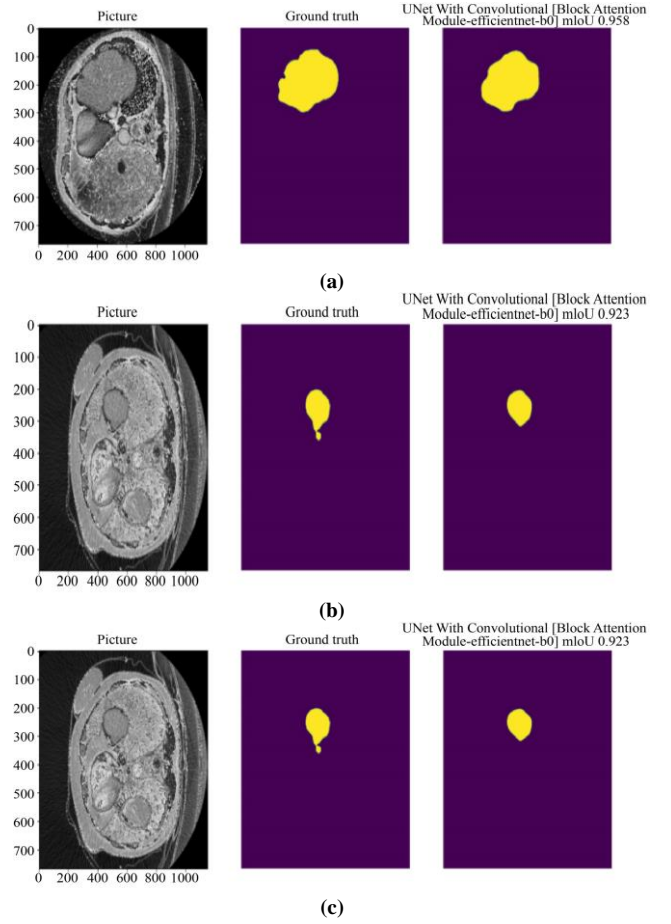 Picture
Ground truth
UNet With Convolutional [Block Attention
Module-efficientnet-b0] mIoU 0.958
0
100
200
300
400
500
600
700
0 200 400 600 800 1000
(a)
Picture
Ground truth
UNet With Convolutional [Block Attention
Module-efficientnet-b0] mIoU 0.923
0
100
200
300
400
500
600
700
0 200 400 600 800 1000
(b)
Picture
Ground truth
UNet With Convolutional [Block Attention
Module-efficientnet-b0] mIoU 0.923
0
100
200
300
400
500
600
700
0 200 400 600 800 1000
(c)